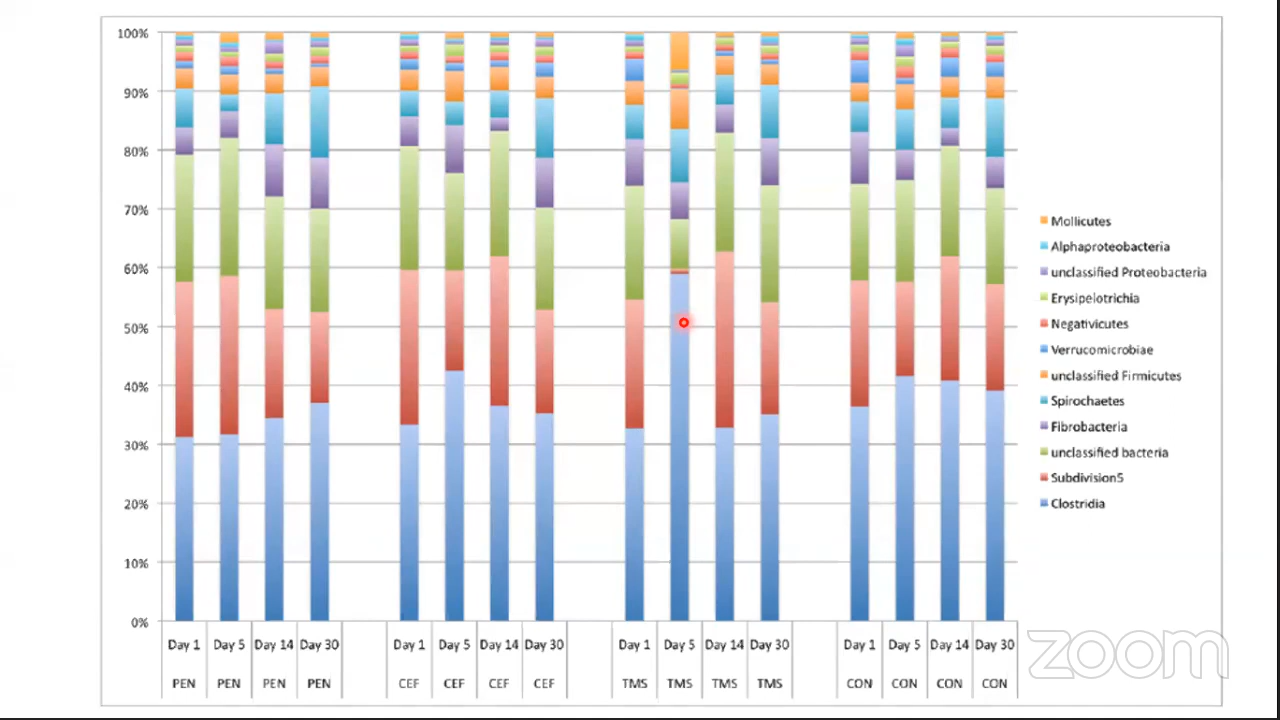 100%
90%
80%
70%
60%
50%
40%
30%
20%
10%
0%
Day 1 Day 5 Day 14 Day 30 Day 1 Day 5 Day 14 Day 30 Day 1 Day 5 Day 14 Day 30 Day 1 Day 5 Day 14 Day 30
PEN PEN PEN PEN CEF CEF CEF CEF TMS TMS TMS TMS CON CON CON CON
Mollicutes
Alphaproteobacteria
unclassified Proteobacteria
Erysipelotrichia
Negativicutes
Verrucomicrobiae
unclassified Firmicutes
Spirochaetes
Fibrobacteria
unclassified bacteria
Subdivision5
Clostridia
zoom